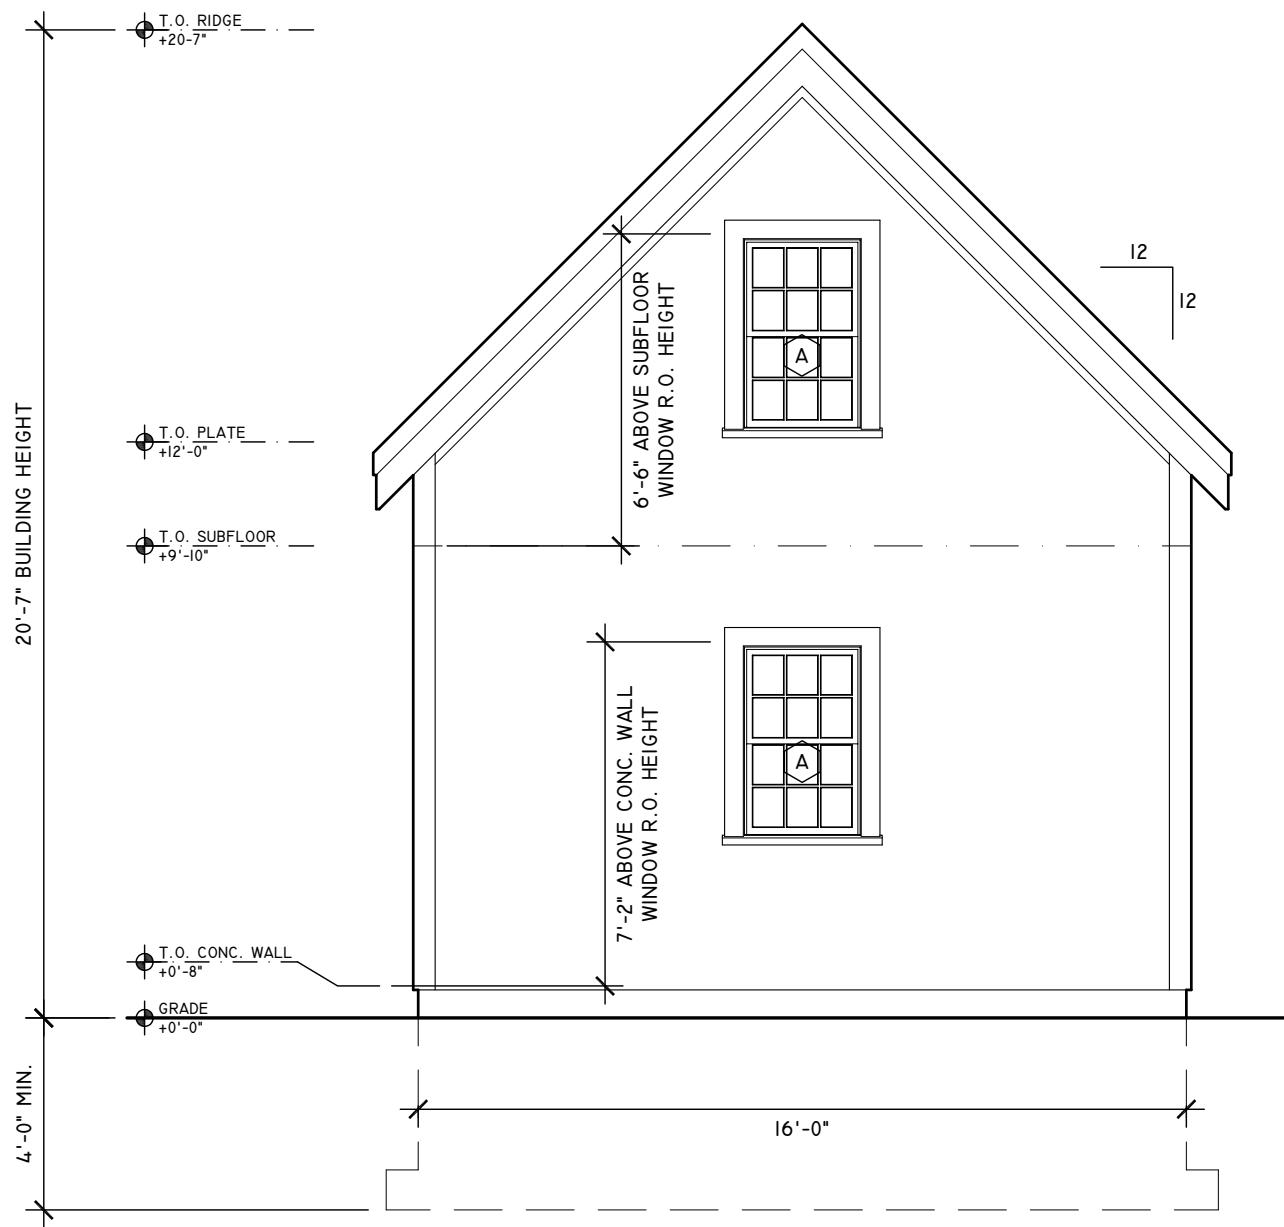 T.O. RIDGE
+20-7"
12
12
6'-6" ABOVE SUBFLOOR
WINDOW R.O. HEIGHT
A
20'-7" BUILDING HEIGHT
T.O. PLATE
+12'-0"
T.O. SUBFLOOR
+9'-10"
7'-2" ABOVE CONC. WALL
WINDOW R.O. HEIGHT
A
T.O. CONC. WALL
+0'-8"
GRADE
+0'-0"
4'-0" MIN.
16'-0"